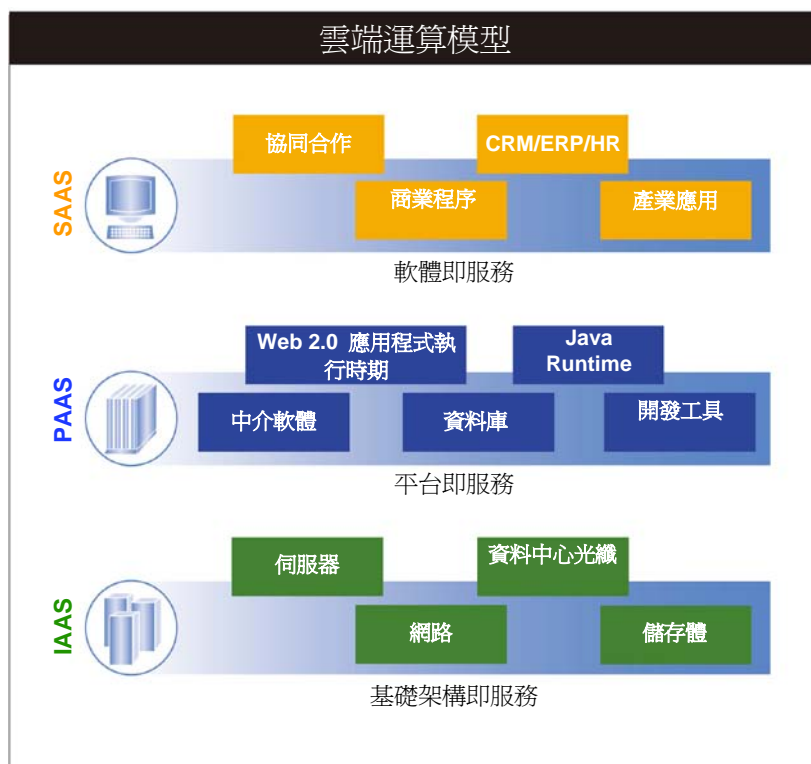 雲端運算模型
SAAS
協同合作
CRM/ERP/HR
商業程序
產業應用
軟體即服務
PAAS
Web 2.0 應用程式執
行時期
Java
Runtime
中介軟體
資料庫
開發工具
平台即服務
IAAS
伺服器
資料中心光纖
網路
儲存體
基礎架構即服務